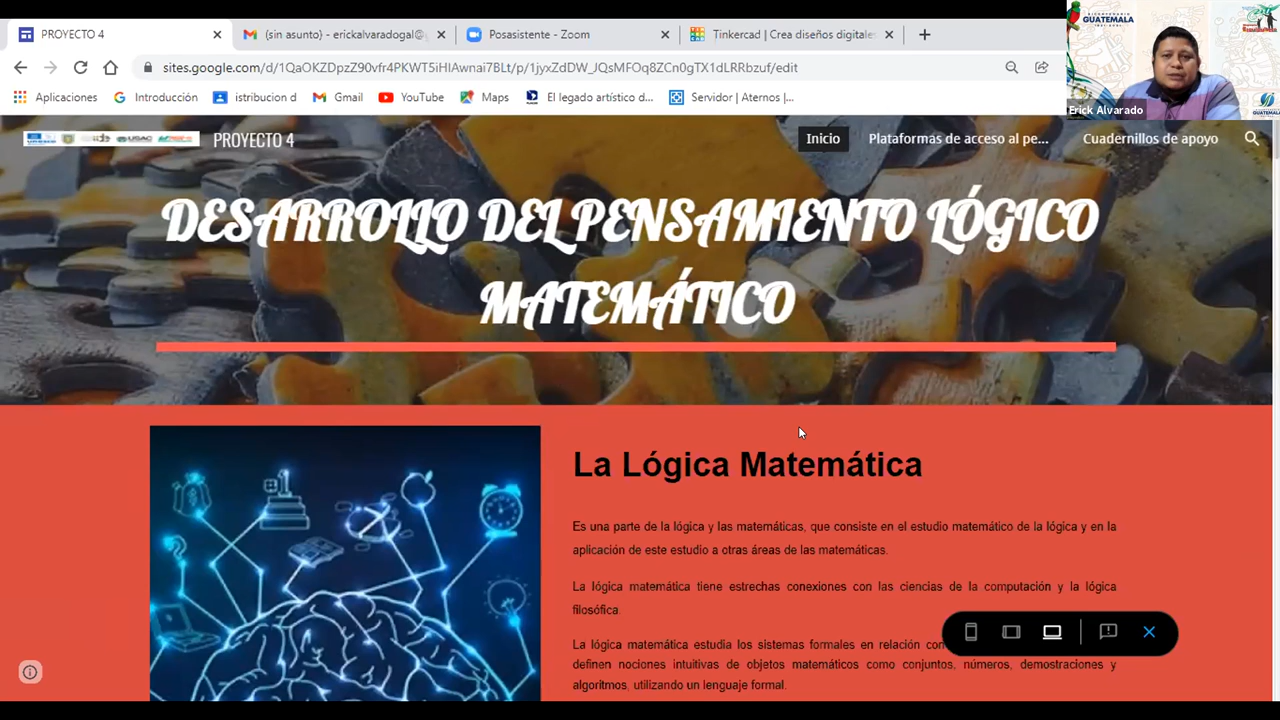 PROYECTO 4
(sin asunto) - erickalv
Posasistente - Zoom
Tinkercad | Crea diseños digitales
sites.google.com/d/
/edit
Aplicaciones
Introducción
istribucion d
Gmail
YouTube
Maps
El legado artístico d...
Servidor | Aternos |...
GUATEMALA
Erick Alvarado
USAC
PROYECTO 4
Inicio
Plataformas de acceso al pe...
Cuadernillos de apoyo
DESARROLLO DEL PENSAMIENTO LÓGICO
MATEMÁTICO
La Lógica Matemática
Es una parte de la lógica y las matemáticas, que consiste en el estudio matemático de la lógica y en la
aplicación de este estudio a otras áreas de las matemáticas.
La lógica matemática tiene estrechas conexiones con las ciencias de la computación y la lógica
filosófica.
La lógica matemática estudia los sistemas formales en relación con
definen nociones intuitivas de objetos matemáticos como conjuntos, números, demostraciones y
algoritmos, utilizando un lenguaje formal.